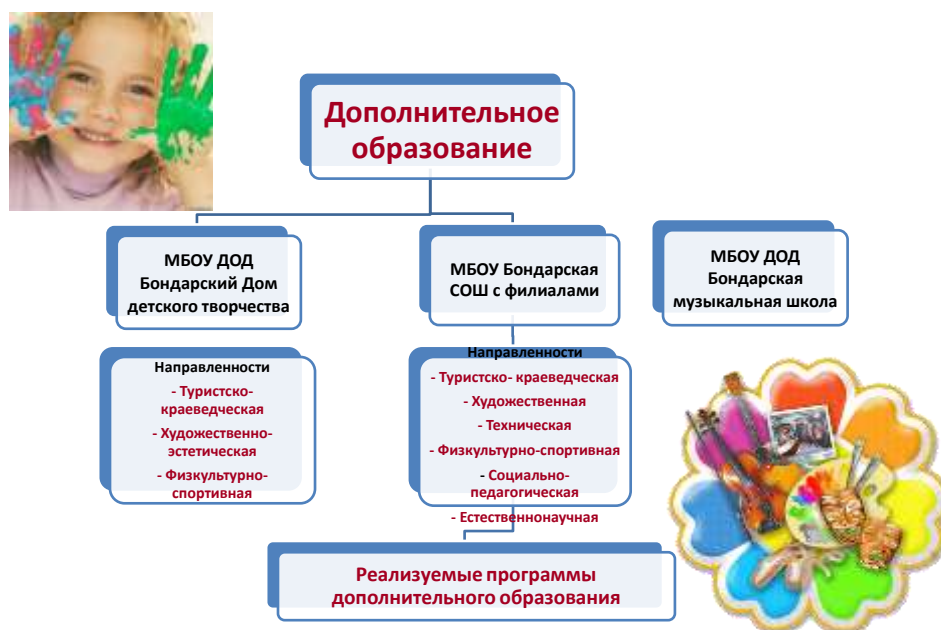 Дополнительное
образование
МБОУ ДОД
Бондарский Дом
детского творчества
МБОУ Бондарская
СОШ с филиалами
МБОУ ДОД
Бондарская
музыкальная школа
Направленности
- Туристско-
краеведческая
- Художественно-
эстетическая
- Физкультурно-
спортивная
Направленности
- Туристско- краеведческая
- Художественная
- Техническая
- Физкультурно-спортивная
- Социально-
педагогическая
- Естественнонаучная
Реализуемые программы
дополнительного образования